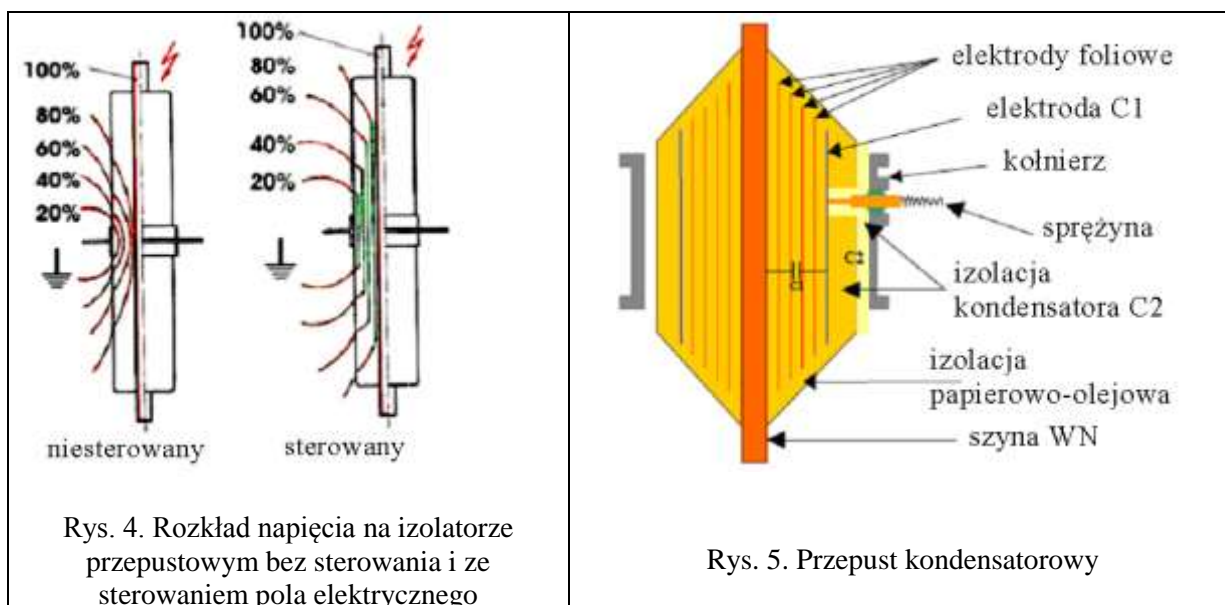 100%
80%
60%
40%
20%
niesterowany
100%
80%
60%
40%
20%
sterowany
Rys. 4. Rozkład napięcia na izolatorze
przepustowym bez sterowania i ze
sterowaniem pola elektrycznego
elektrody foliowe
elektroda C1
kołnierz
sprężyna
izolacja
kondensatora C2
izolacja
papierowo-olejowa
szyna WN
Rys. 5. Przepust kondensatorowy